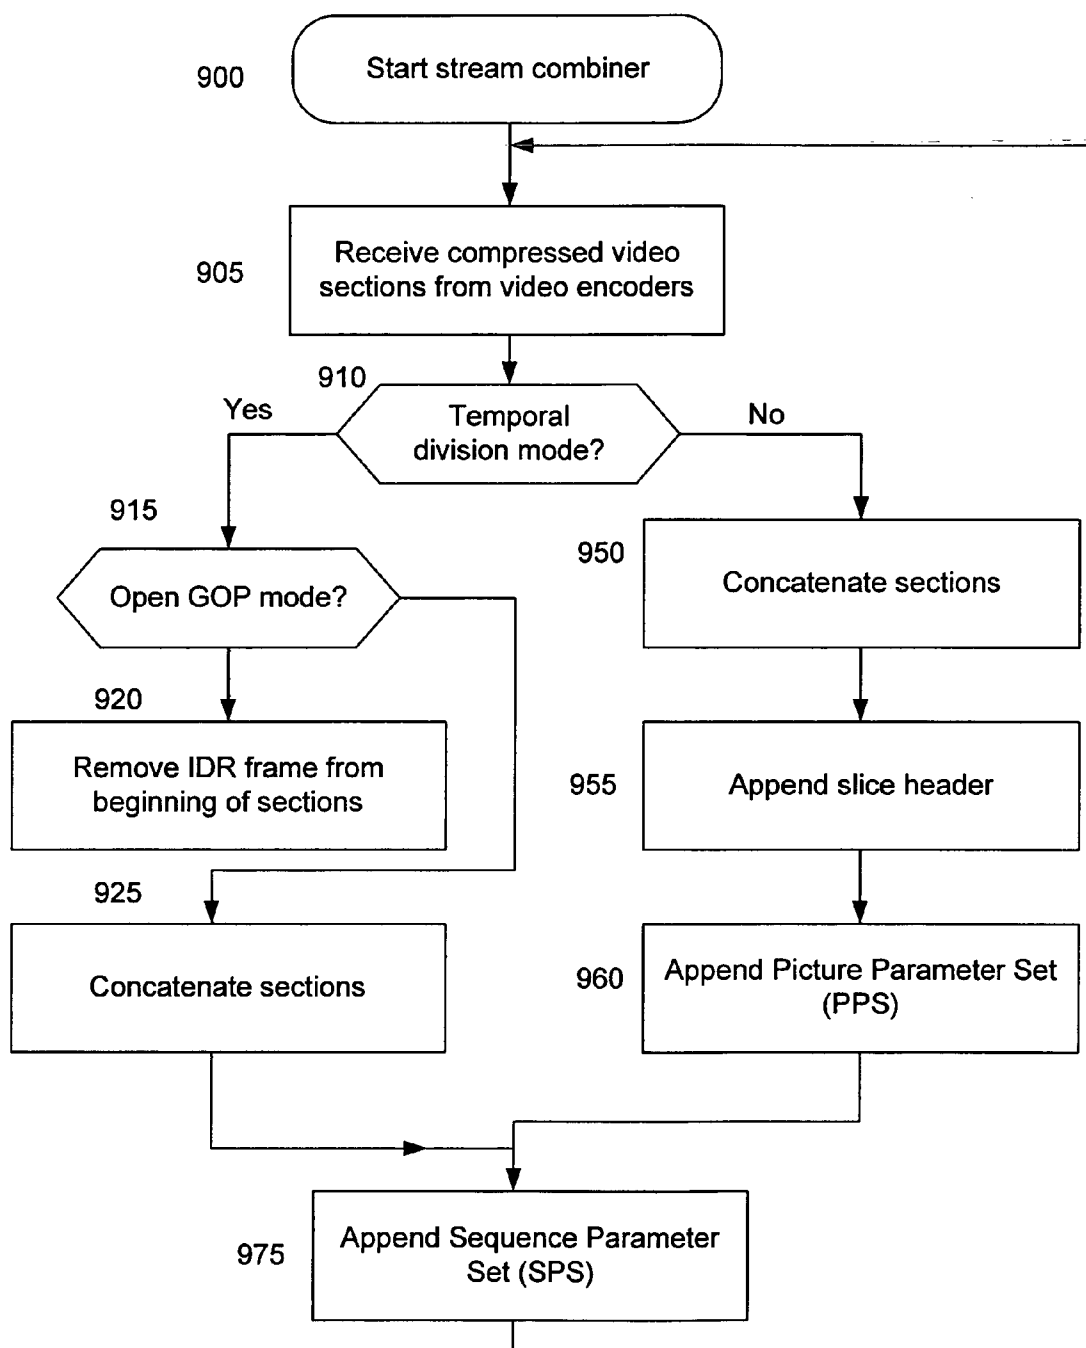 900
Start stream combiner
905
Receive compressed video
sections from video encoders
910
Yes
Temporal
division mode?
No
915
Open GOP mode?
950
Concatenate sections
920
Remove IDR frame from
beginning of sections
955
Append slice header
925
Concatenate sections
960
Append Picture Parameter Set
(PPS)
975
Append Sequence Parameter
Set (SPS)